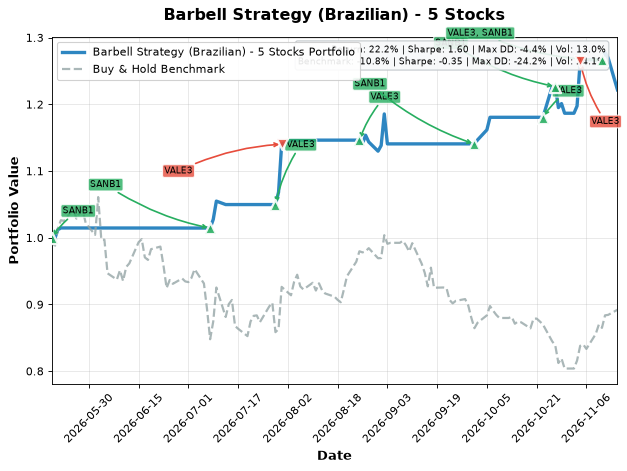 Barbell Strategy (Brazilian) - 5 Stocks
VALE3, SANB1
Barbell Strategy (Brazilian) - 5 Stocks Portfolio
Buy & Hold Benchmark
22.2% | Sharpe: 1.60 | Max DD: -4.4% | Vol: 13.0%
10.8% | Sharpe: -0.35 | Max DD: -24.2% | Vol:
SANB1
VALE3
VALE3
VALE3
VALE3
VALE3
SANB1
SANB1
Portfolio Value
1.3
1.2
1.1
1.0
0.9
0.8
2026-05-30
2026-06-15
2026-07-01
2026-07-17
2026-08-02
2026-08-18
2026-09-03
2026-09-19
2026-10-05
2026-10-21
2026-11-06
Date